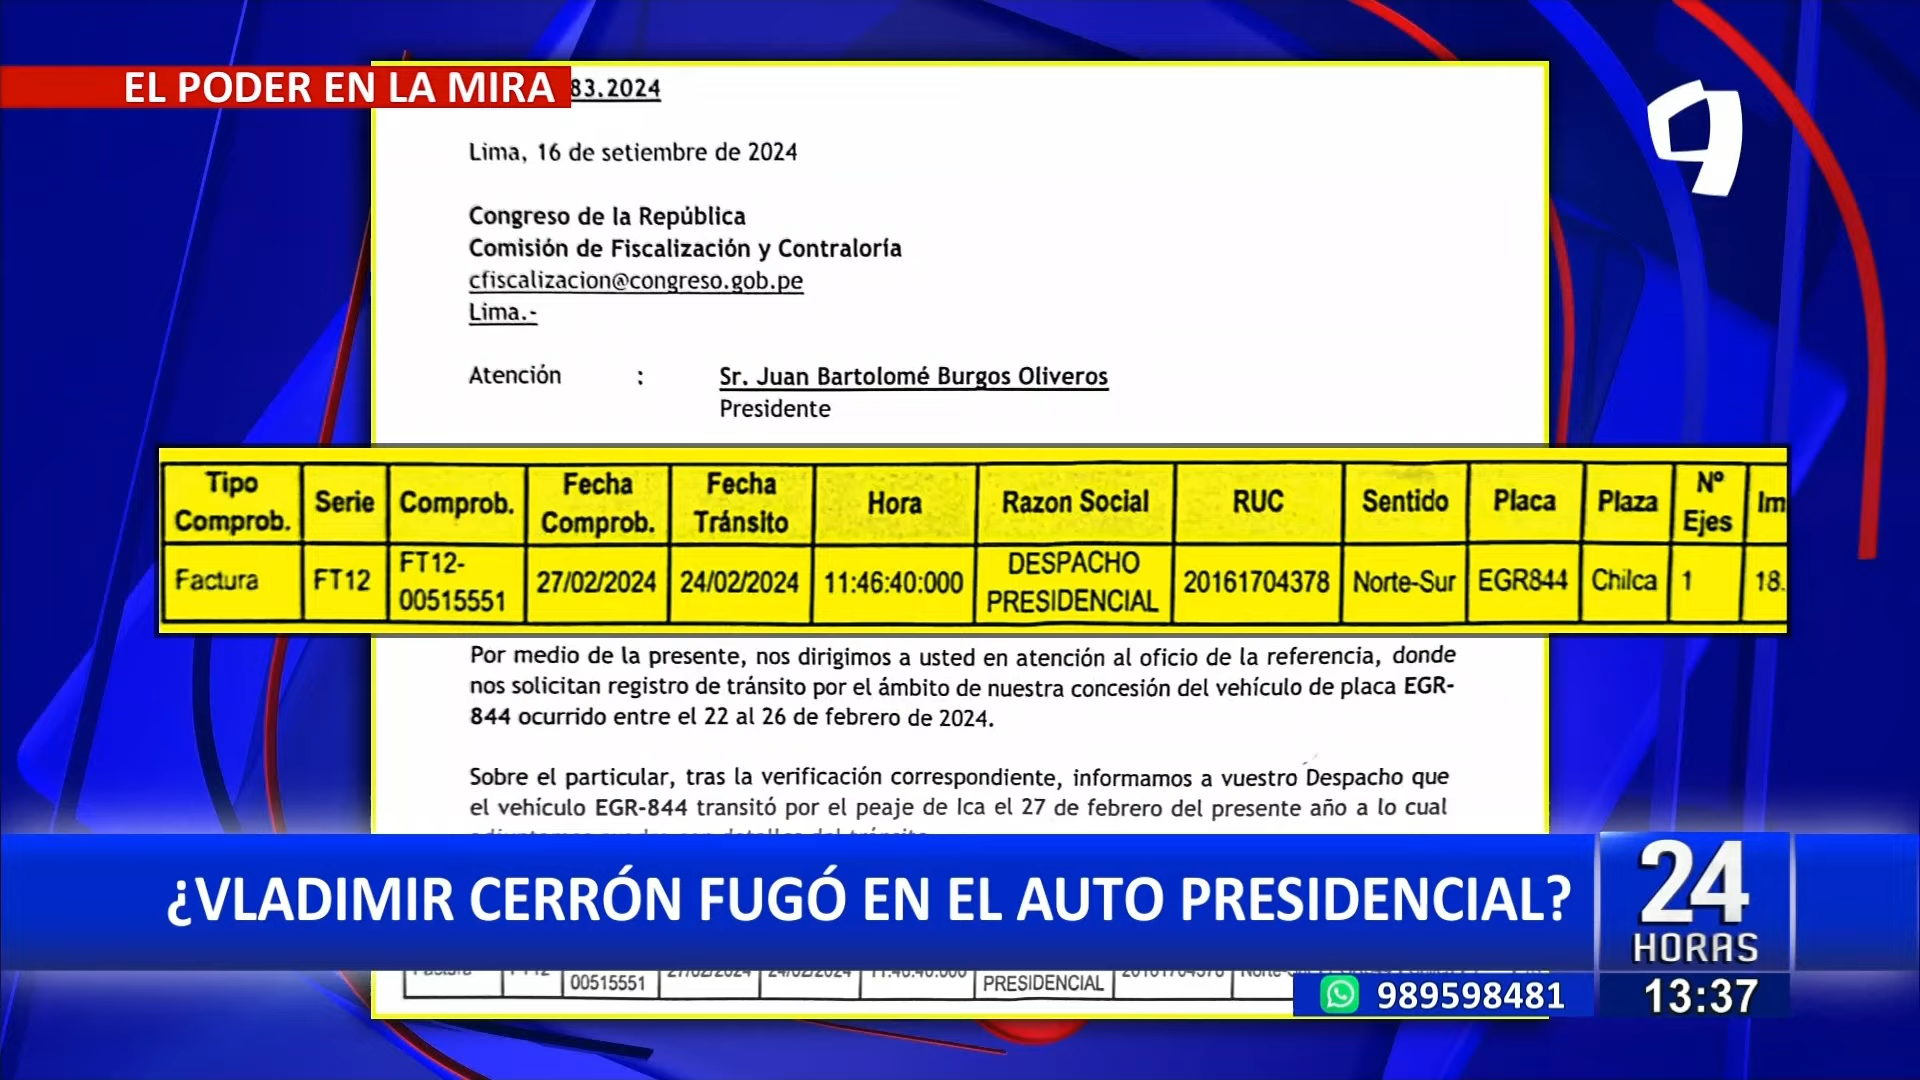 EL PODER EN LA MIRA
83.2024
Lima, 16 de setiembre de 2024
Congreso de la República
Comisión de Fiscalización y Contraloría
cfiscalizacion@congreso.gob.pe
Lima.-
Atención : Sr. Juan Bartolomé Burgos Oliveros
Presidente
Tipo Comprob. Serie Comprob. Fecha Comprob. Fecha Tránsito Hora Razon Social RUC Sentido Placa Plaza Nº Ejes Im
Factura FT12 FT12-00515551 27/02/2024 24/02/2024 11:46:40:000 DESPACHO PRESIDENCIAL 20161704378 Norte-Sur EGR844 Chilca 1 18.
Por medio de la presente, nos dirigimos a usted en atención al oficio de la referencia, donde
nos solicitan registro de tránsito por el ámbito de nuestra concesión del vehículo de placa EGR-
844 ocurrido entre el 22 al 26 de febrero de 2024.
Sobre el particular, tras la verificación correspondiente, informamos a vuestro Despacho que
el vehículo EGR-844 transitó por el peaje de Ica el 27 de febrero del presente año a lo cual
¿VLADIMIR CERRÓN FUGÓ EN EL AUTO PRESIDENCIAL?
24
HORAS
00515551 PRESIDENCIAL
989598481
13:37